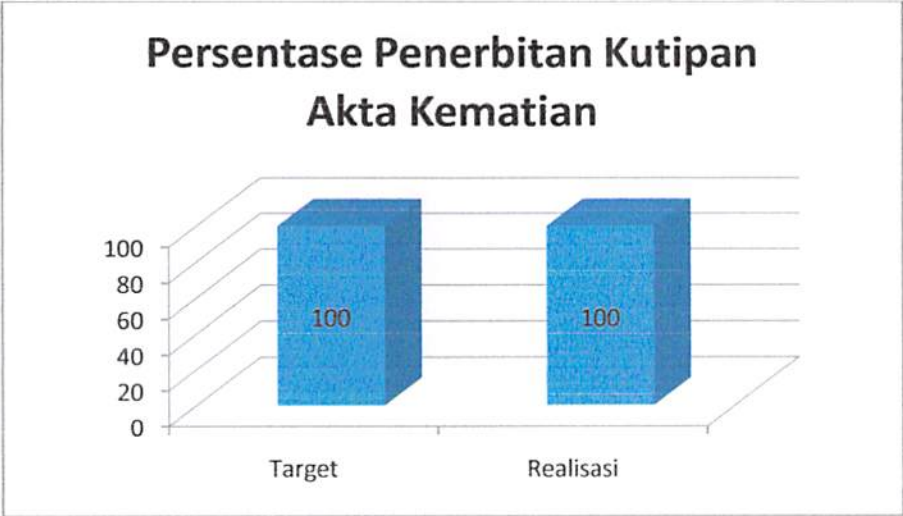 Persentase Penerbitan Kutipan
Akta Kematian
100
80
60
40
20
0
100
100
Target
Realisasi